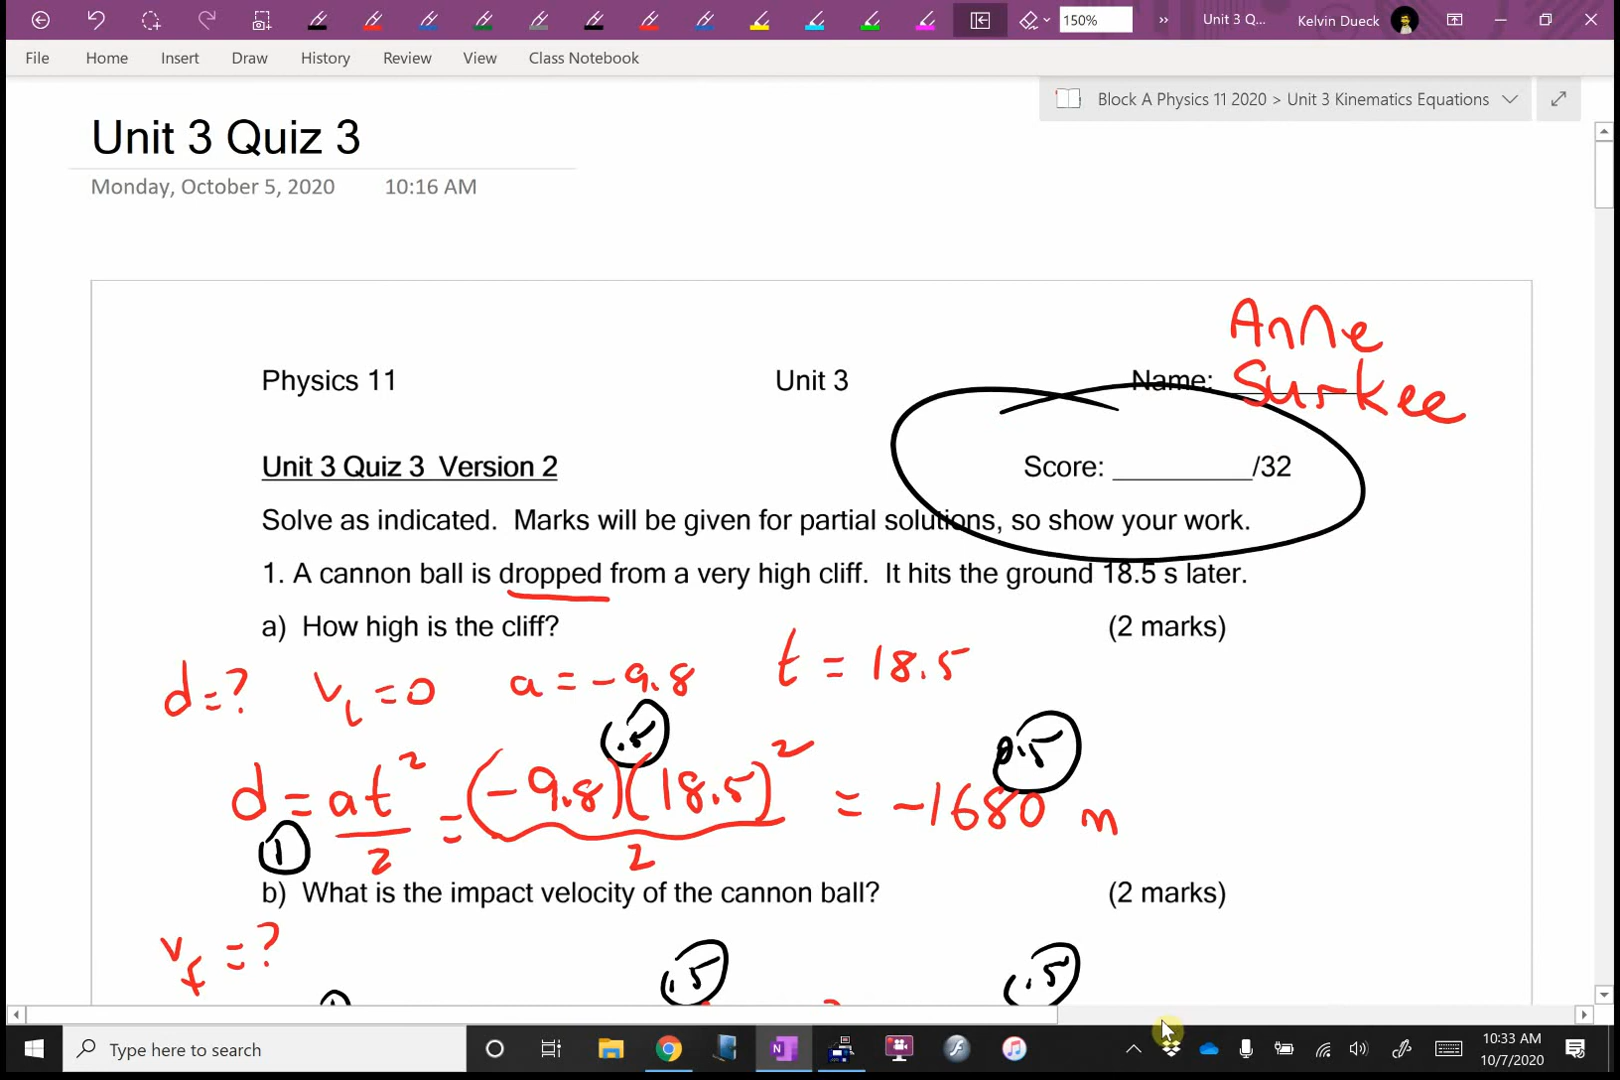 150%
Unit 3 Q...
Kelvin Dueck
File Home Insert Draw History Review View Class Notebook
Block A Physics 11 2020 > Unit 3 Kinematics Equations
Unit 3 Quiz 3
Monday, October 5, 2020 10:16 AM
Anne
Physics 11 Unit 3 Name: Surkee
Unit 3 Quiz 3 Version 2 Score: _________/32
Solve as indicated. Marks will be given for partial solutions, so show your work.
1. A cannon ball is dropped from a very high cliff. It hits the ground 18.5 s later.
a) How high is the cliff? (2 marks)
d=? vi=0 a=-9.8 t=18.5
.5 0.5
d = at²/2 = (-9.8)(18.5)²/2 = -1680 m
1
b) What is the impact velocity of the cannon ball? (2 marks)
vf=?
.5 .5
Type here to search
10:33 AM
10/7/2020